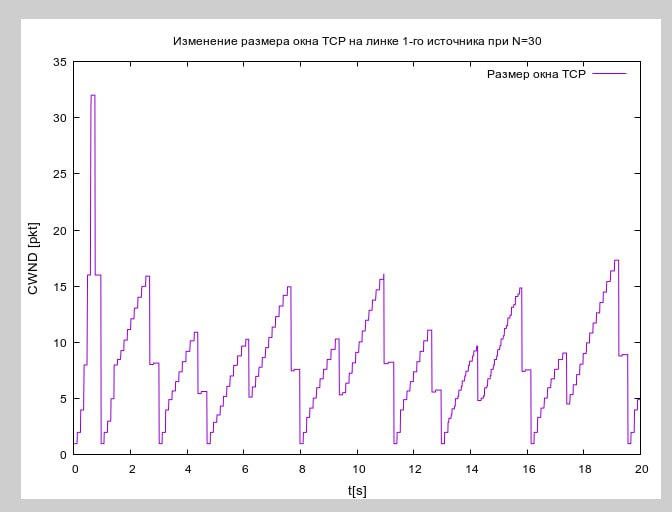 Изменение размера окна TCP на линке 1-го источника при N=30
Размер окна TCP
CWND [pkt]
35
30
25
20
15
10
5
0
0 2 4 6 8 10 12 14 16 18 20
t[s]